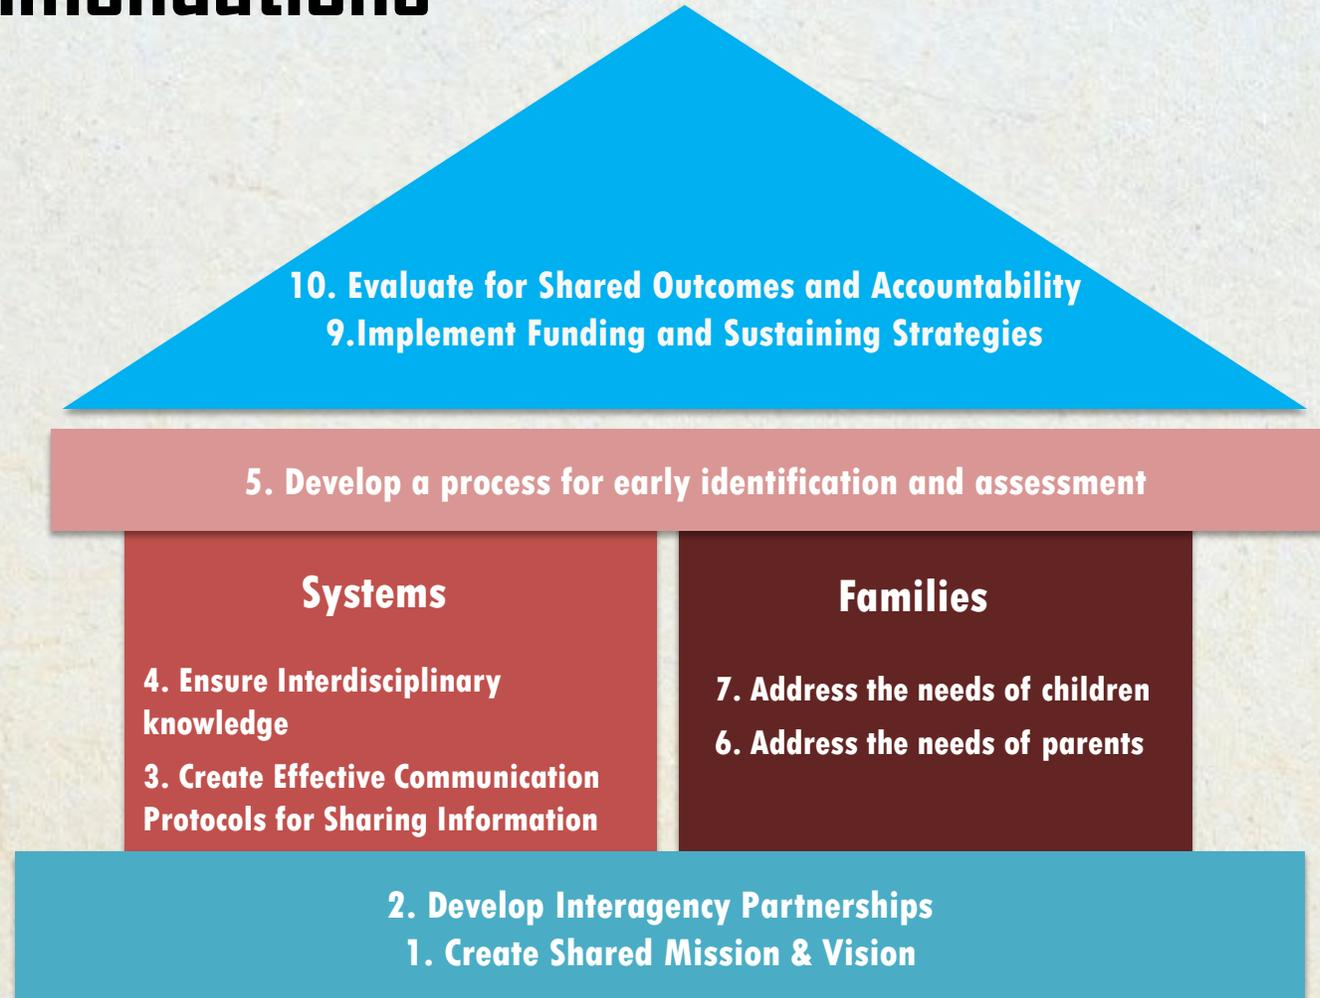 10. Evaluate for Shared Outcomes and Accountability
9.Implement Funding and Sustaining Strategies
5. Develop a process for early identification and assessment
Systems
4. Ensure Interdisciplinary
knowledge
3. Create Effective Communication
Protocols for Sharing Information
Families
7. Address the needs of children
6. Address the needs of parents
2. Develop Interagency Partnerships
1. Create Shared Mission & Vision